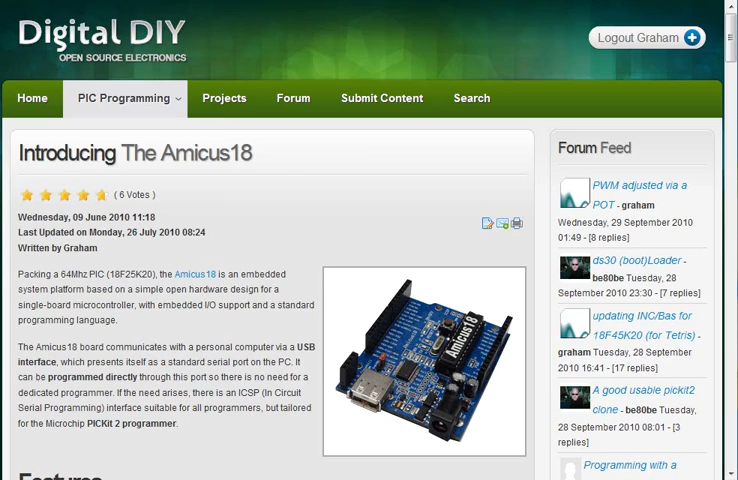 Digital DIY
OPEN SOURCE ELECTRONICS
Logout Graham
Home
PIC Programming
Projects
Forum
Submit Content
Search
Introducing The Amicus18
( 6 Votes )
Wednesday, 09 June 2010 11:18
Last Updated on Monday, 26 July 2010 08:24
Written by Graham
Packing a 64Mhz PIC (18F25K20), the Amicus18 is an embedded
system platform based on a simple open hardware design for a
single-board microcontroller, with embedded I/O support and a standard
programming language.
The Amicus18 board communicates with a personal computer via a USB
interface, which presents itself as a standard serial port on the PC. It
can be programmed directly through this port so there is no need for a
dedicated programmer. If the need arises, there is an ICSP (In Circuit
Serial Programming) interface suitable for all programmers, but tailored
for the Microchip PICKit 2 programmer.
Amicus18
Features
Forum Feed
PWM adjusted via a
POT - graham
Wednesday, 29 September 2010
01:49 - [8 replies]
ds30 (boot)Loader -
be80be Tuesday, 28
September 2010 23:30 - [7 replies]
updating INC/Bas for
18F45K20 (for Tetris) -
graham Tuesday, 28 September
2010 16:41 - [17 replies]
A good usable pickit2
clone - be80be Tuesday,
28 September 2010 08:01 - [3
replies]
Programming with a